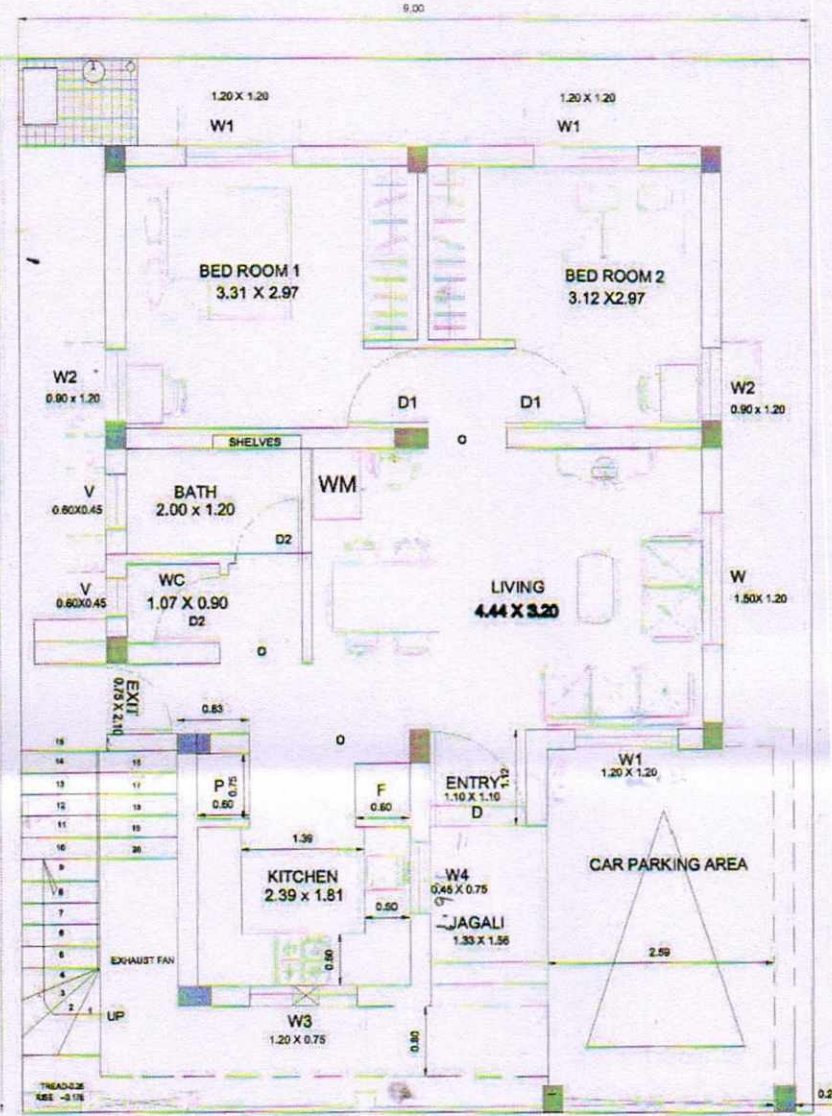 9.00
1.20 X 1.20
W1
1.20 X 1.20
W1
BED ROOM 1
3.31 X 2.97
BED ROOM 2
3.12 X2.97
W2
0.90 x 1.20
D1
D1
W2
0.90 x 1.20
SHELVES
O
V
0.60X0.45
BATH
2.00 x 1.20
WM
D2
V
0.60X0.45
WC
1.07 X 0.90
D2
LIVING
4.44 X 3.20
W
1.50X 1.20
O
EXIT
0.75 X 2.10
0.83
O
W1
1.20 X 1.20
P
0.75
0.60
F
0.60
ENTRY
1.10 X 1.10
1.12
D
15
14
13
12
11
10
9
8
7
6
5
4
3
2
1
16
17
18
19
20
1.39
KITCHEN
2.39 x 1.81
W4
0.45 X 0.75
CAR PARKING AREA
0.60
JAGALI
1.33 X 1.56
2.59
0.60
EXHAUST FAN
UP
W3
1.20 X 0.75
0.80